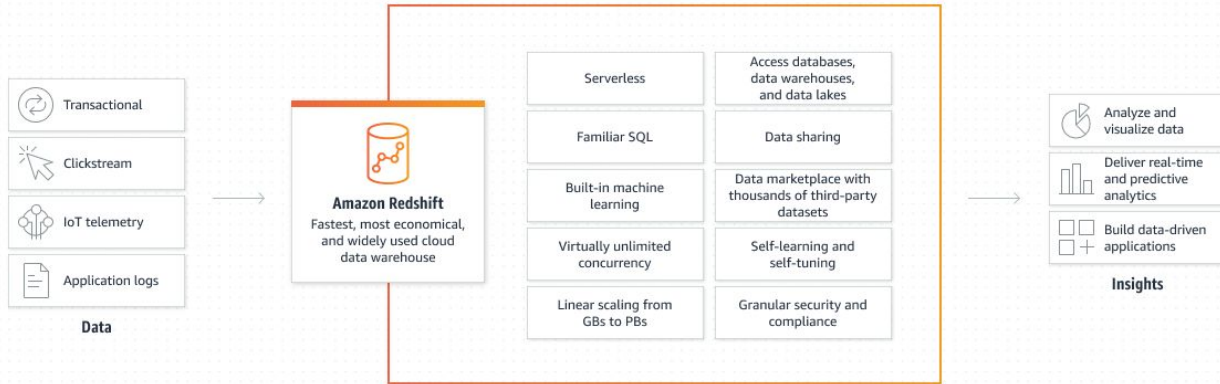 Transactional
Clickstream
IoT telemetry
Application logs
Data
Amazon Redshift
Fastest, most economical,
and widely used cloud
data warehouse
Serverless
Access databases,
data warehouses,
and data lakes
Familiar SQL
Data sharing
Built-in machine
learning
Data marketplace with
thousands of third-party
datasets
Virtually unlimited
concurrency
Self-learning and
self-tuning
Linear scaling from
GBs to PBs
Granular security and
compliance
Analyze and
visualize data
Deliver real-time
and predictive
analytics
Build data-driven
applications
Insights